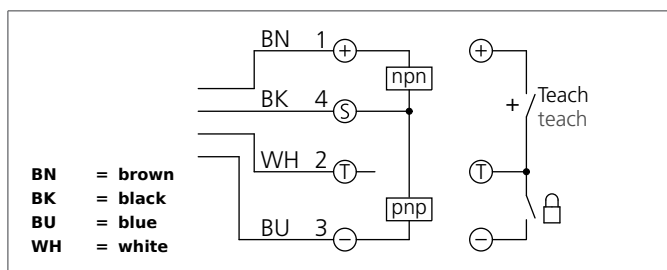 BN 1 +
npn
+
BK 4 S
+ Teach
teach
WH 2 T
T
pnp
BU 3 −
−
BN = brown
BK = black
BU = blue
WH = white